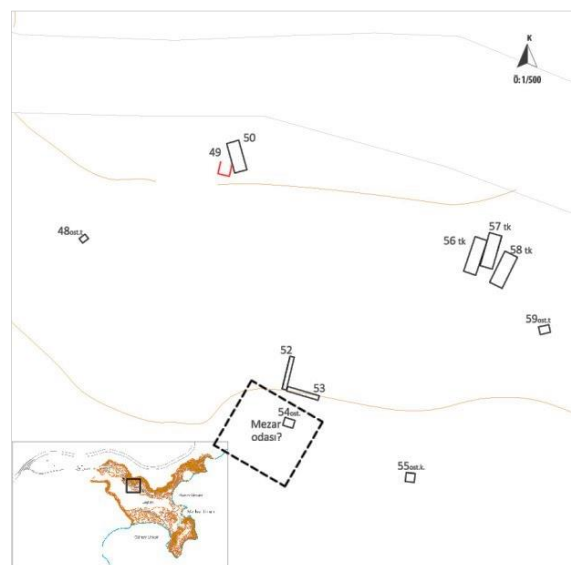 K
Ö: 1/500
49
50
48ost.t
57 tk
56 tk
58 tk
59ost.t
52
53
54ost.
Mezar
odası?
55ost.k.